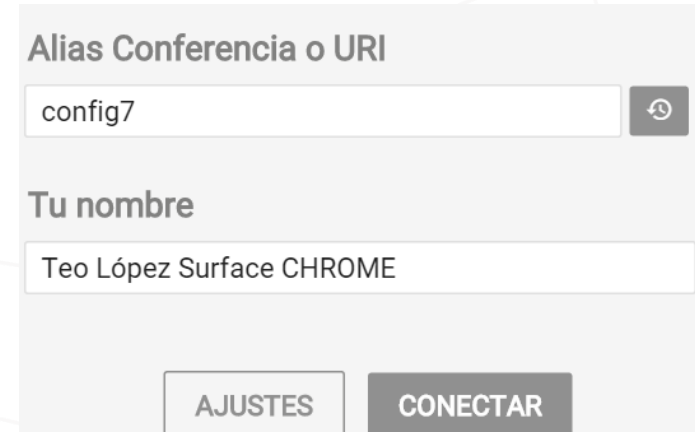 Alias Conferencia o URI
config7
Tu nombre
Teo López Surface CHROME
AJUSTES CONECTAR